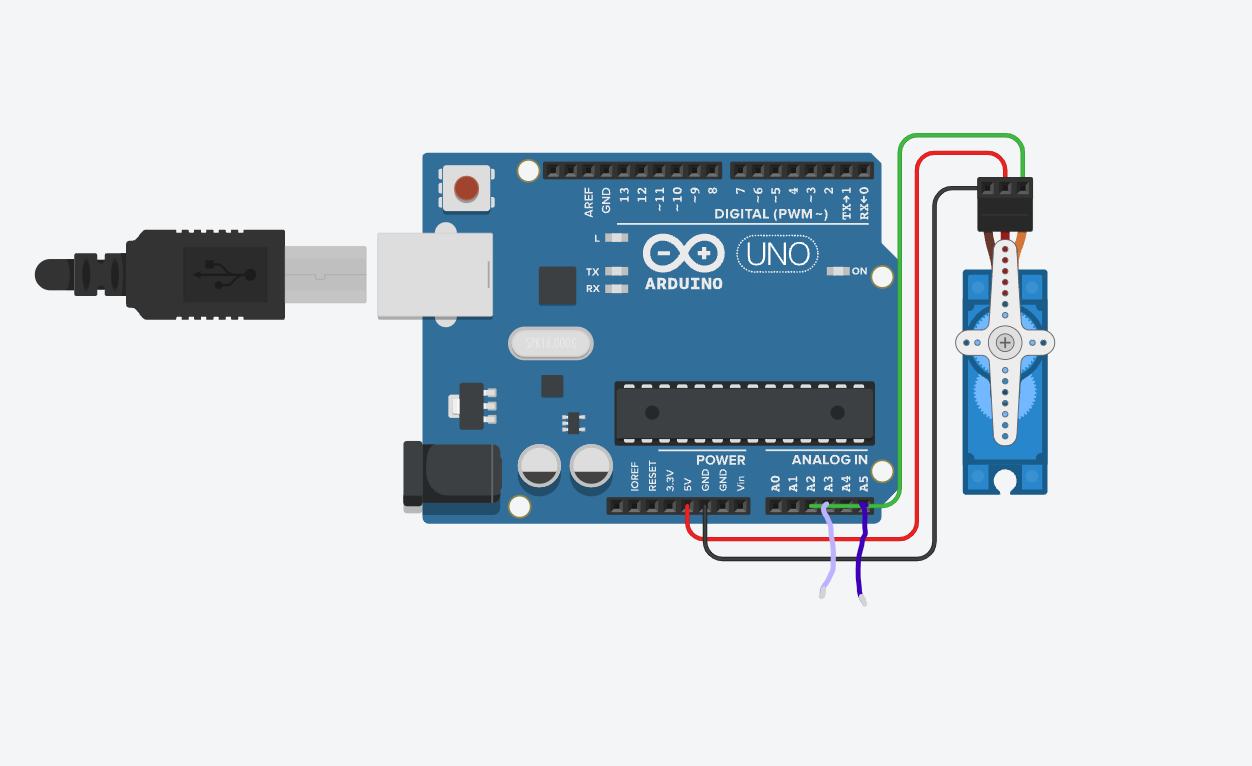 AREF
GND
13
12
~11
~10
~9
8
7
~6
~5
4
~3
2
TX→1
RX←0
DIGITAL (PWM~)
L
TX
RX
UNO
ON
ARDUINO
POWER
ANALOG IN
IOREF
RESET
3.3V
5V
GND
GND
Vin
A0
A1
A2
A3
A4
A5